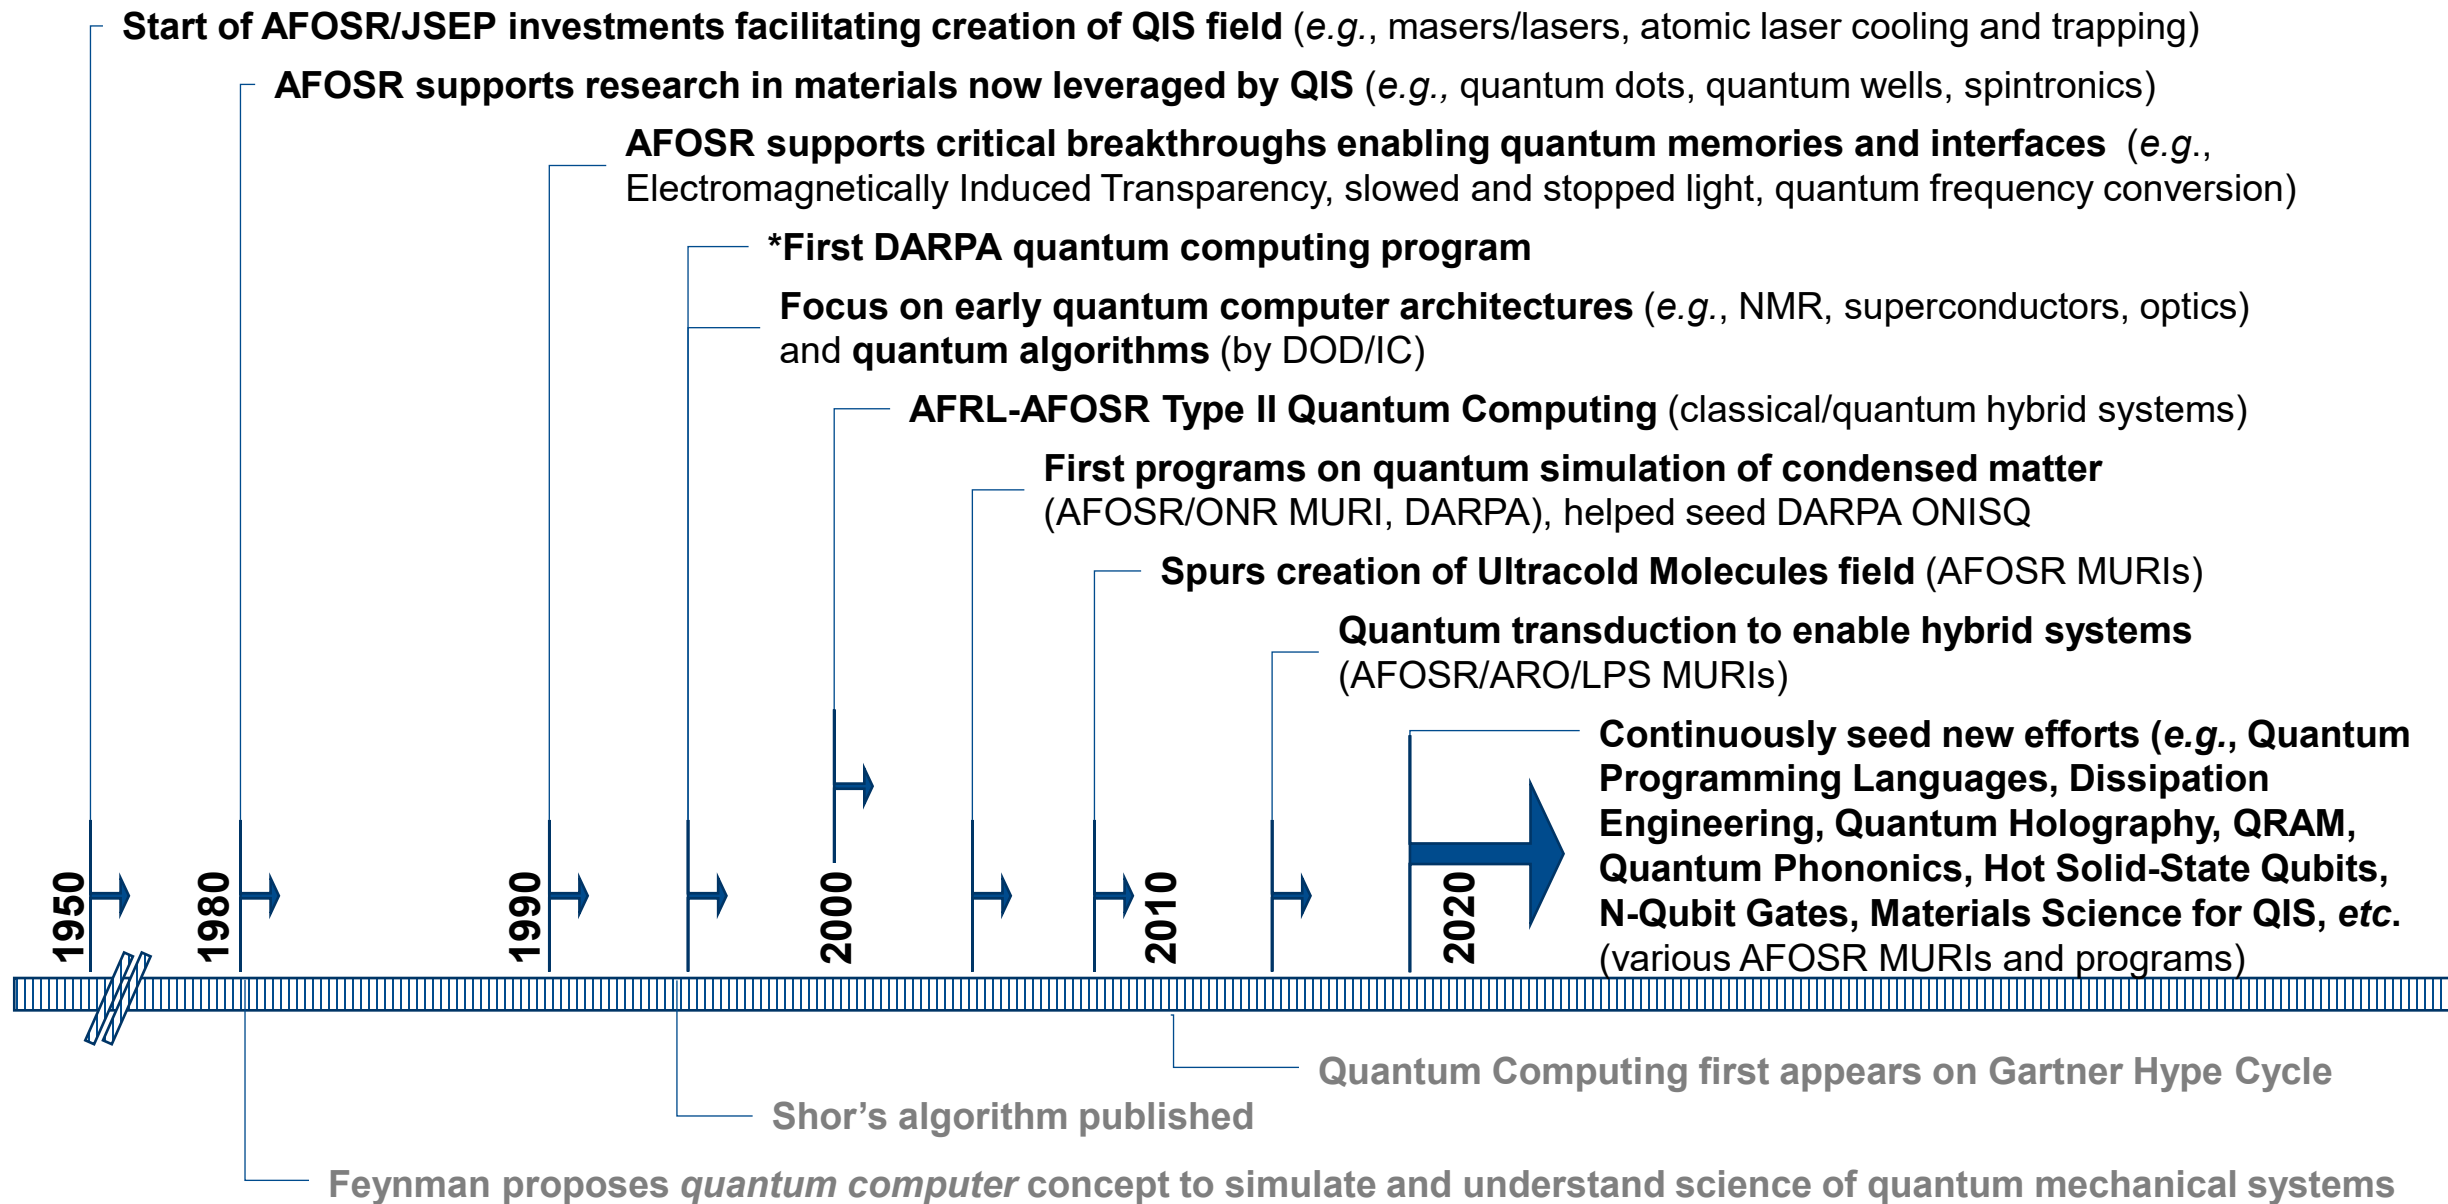 Start of AFOSR/JSEP investments facilitating creation of QIS field (e.g., masers/lasers, atomic laser cooling and trapping)
AFOSR supports research in materials now leveraged by QIS (e.g., quantum dots, quantum wells, spintronics)
AFOSR supports critical breakthroughs enabling quantum memories and interfaces (e.g.,
Electromagnetically Induced Transparency, slowed and stopped light, quantum frequency conversion)
*First DARPA quantum computing program
Focus on early quantum computer architectures (e.g., NMR, superconductors, optics)
and quantum algorithms (by DOD/IC)
AFRL-AFOSR Type II Quantum Computing (classical/quantum hybrid systems)
First programs on quantum simulation of condensed matter
(AFOSR/ONR MURI, DARPA), helped seed DARPA ONISQ
Spurs creation of Ultracold Molecules field (AFOSR MURIs)
Quantum transduction to enable hybrid systems
(AFOSR/ARO/LPS MURIs)
Continuously seed new efforts (e.g., Quantum
Programming Languages, Dissipation
Engineering, Quantum Holography, QRAM,
Quantum Phononics, Hot Solid-State Qubits,
N-Qubit Gates, Materials Science for QIS, etc.
(various AFOSR MURIs and programs)
1950
1980
1990
2000
2010
2020
Quantum Computing first appears on Gartner Hype Cycle
Shor’s algorithm published
Feynman proposes quantum computer concept to simulate and understand science of quantum mechanical systems